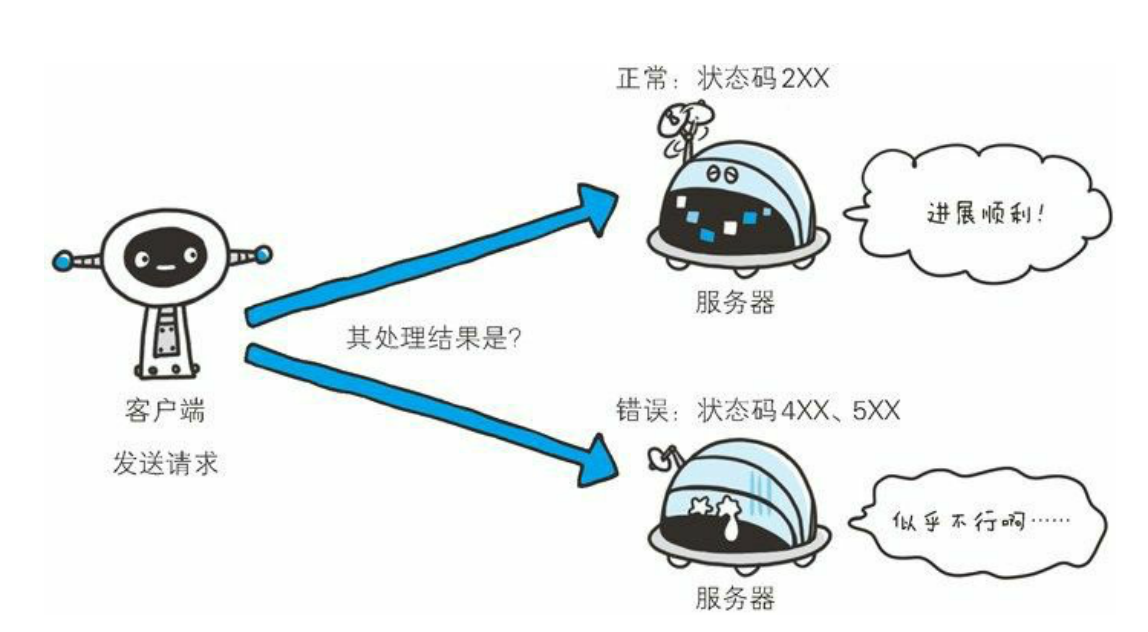 正常：状态码2XX
进展顺利！
服务器
其处理结果是？
客户端
发送请求
错误：状态码4XX、5XX
似乎不行啊……
服务器